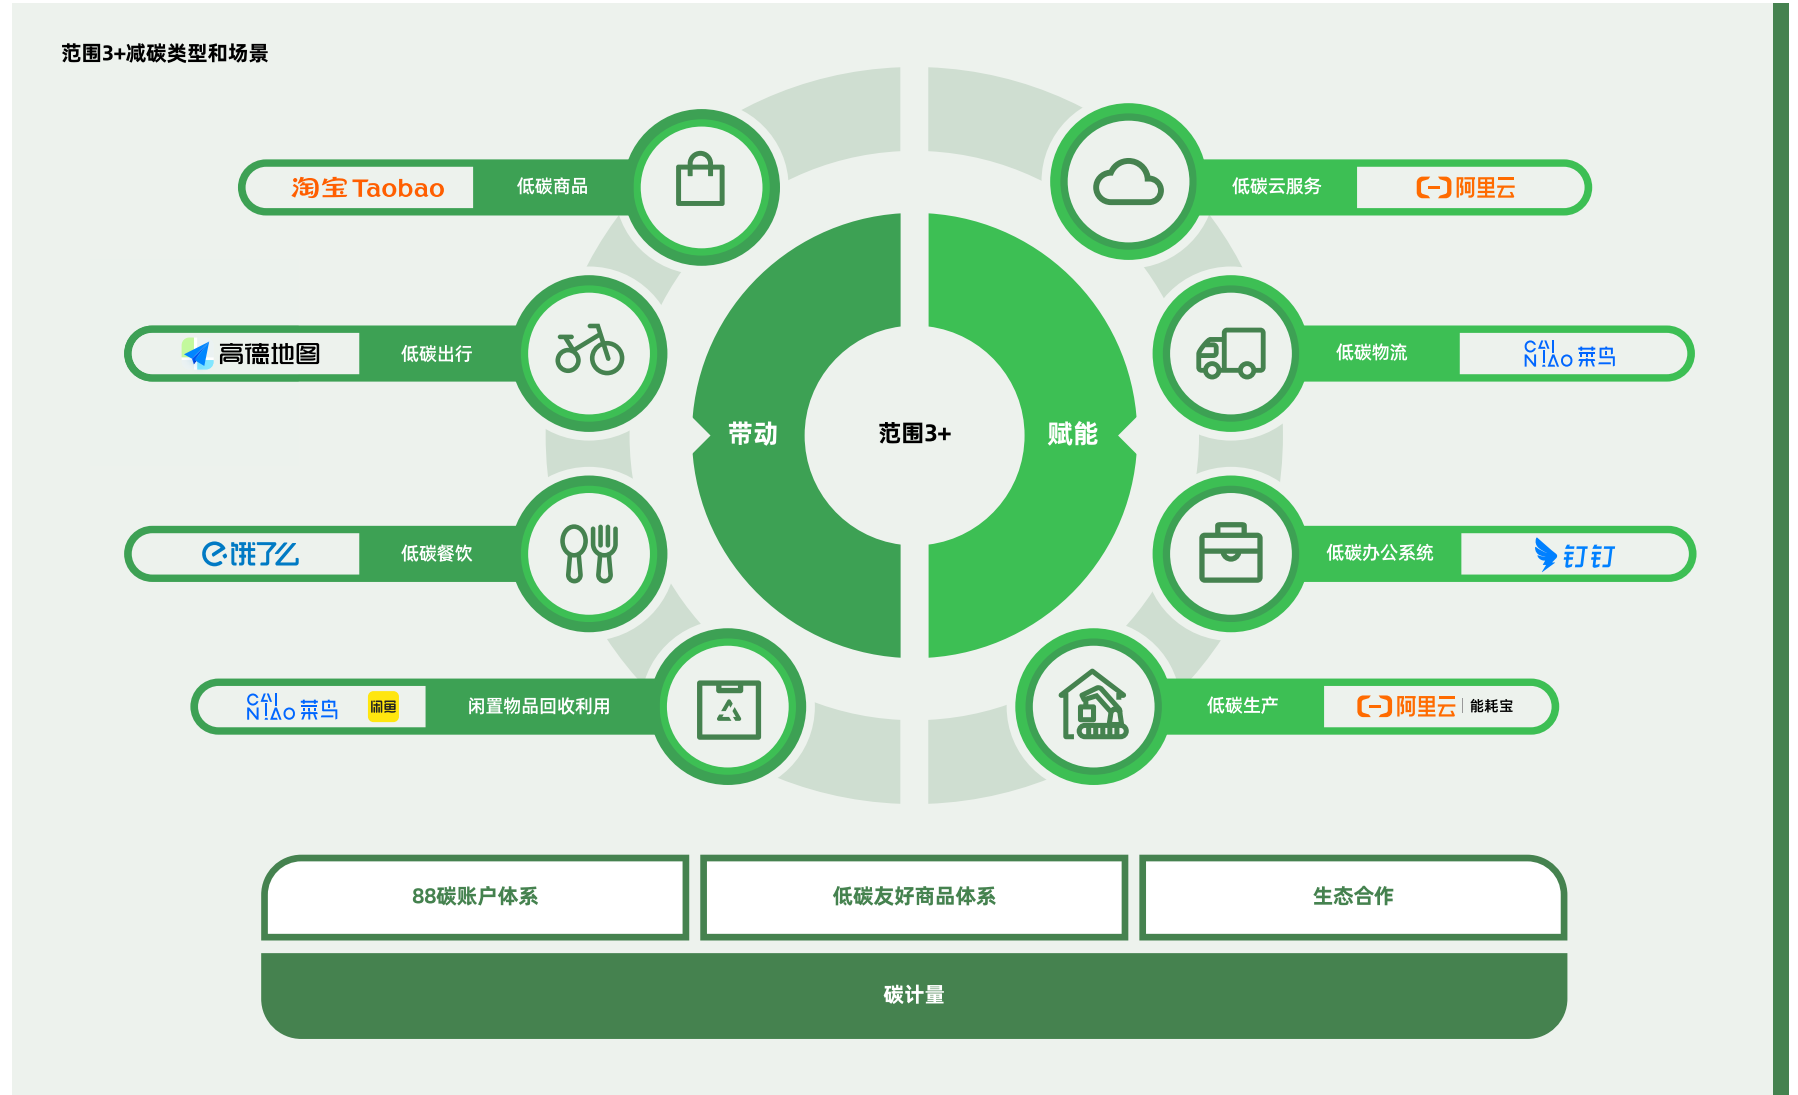 范围3+减碳类型和场景
淘宝 Taobao
低碳商品
低碳云服务
阿里云
高德地图
低碳出行
低碳物流
CAINIAO 菜鸟
带动
范围3+
赋能
饿了么
低碳餐饮
低碳办公系统
钉钉
CAINIAO 菜鸟
闲鱼
闲置物品回收利用
低碳生产
阿里云
能耗宝
88碳账户体系
低碳友好商品体系
生态合作
碳计量